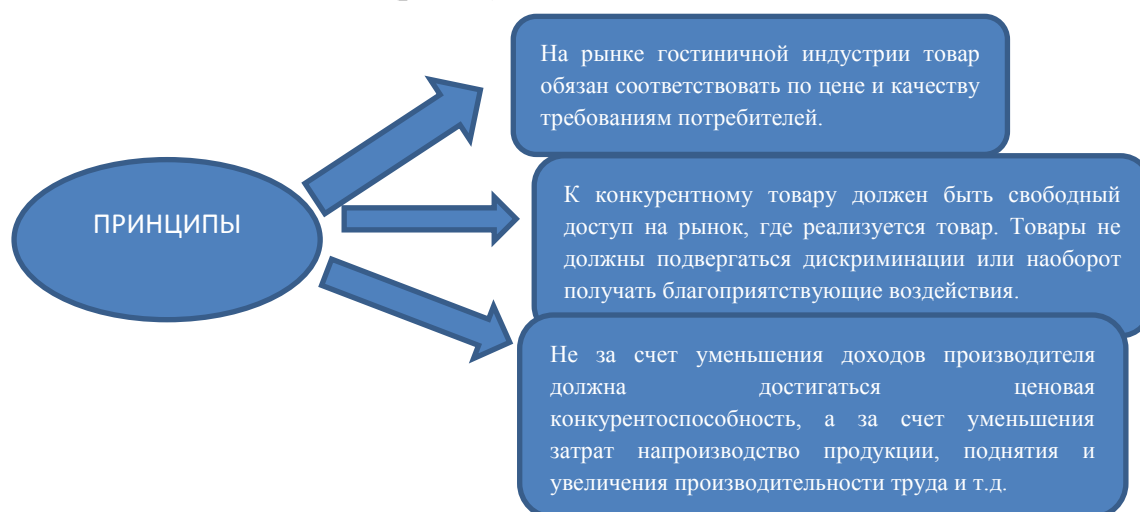 ПРИНЦИПЫ
На рынке гостиничной индустрии товар
обязан соответствовать по цене и качеству
требованиям потребителей.
К конкурентному товару должен быть свободный
доступ на рынок, где реализуется товар. Товары не
должны подвергаться дискриминации или наоборот
получать благоприятствующие воздействия.
Не за счет уменьшения доходов производителя
должна достигаться ценовая
конкурентоспособность, а за счет уменьшения
затрат напроизводство продукции, поднятия и
увеличения производительности труда и т.д.